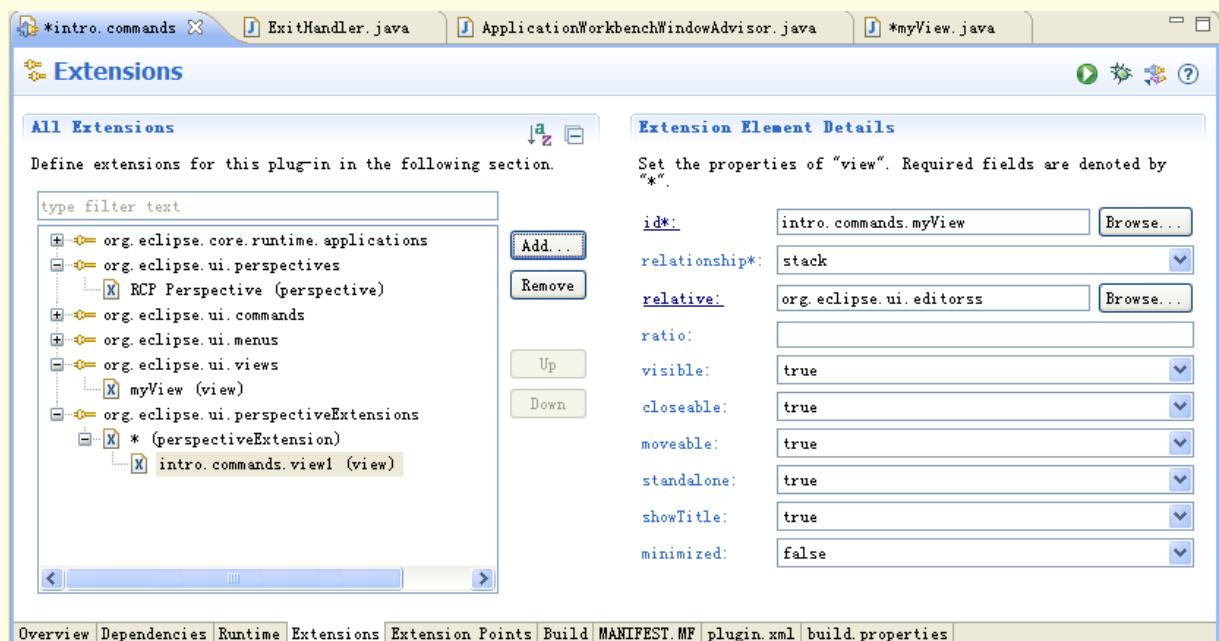 *intro.commands ExitHandler.java ApplicationWorkbenchWindowAdvisor.java *myView.java
Extensions
All Extensions
Define extensions for this plug-in in the following section.
type filter text
org.eclipse.core.runtime.applications
org.eclipse.ui.perspectives
RCP Perspective (perspective)
org.eclipse.ui.commands
org.eclipse.ui.menus
org.eclipse.ui.views
myView (view)
org.eclipse.ui.perspectiveExtensions
* (perspectiveExtension)
intro.commands.view1 (view)
Add...
Remove
Up
Down
Extension Element Details
Set the properties of "view". Required fields are denoted by
"*".
id*: intro.commands.myView Browse...
relationship*: stack
relative: org.eclipse.ui.editorss Browse...
ratio:
visible: true
closeable: true
moveable: true
standalone: true
showTitle: true
minimized: false
Overview Dependencies Runtime Extensions Extension Points Build MANIFEST.MF plugin.xml build.properties